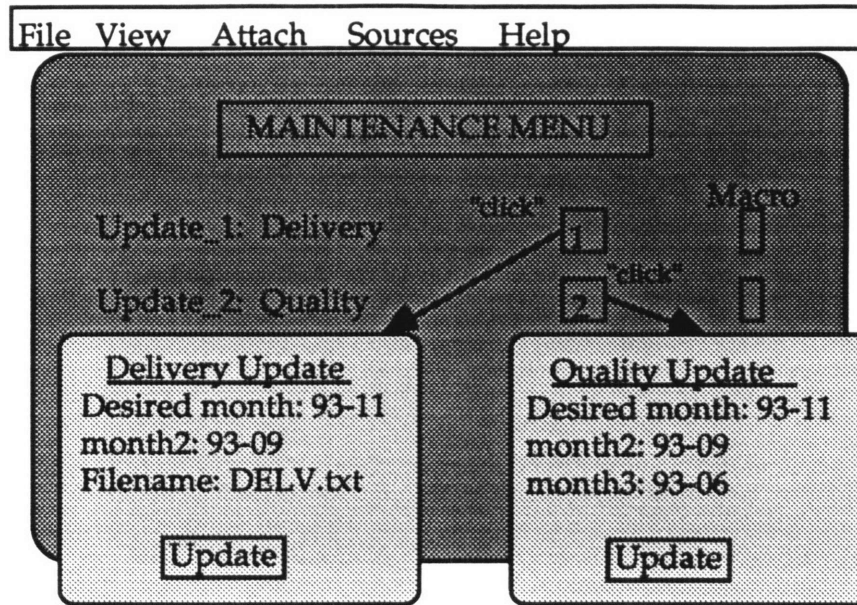 File View Attach Sources Help
MAINTENANCE MENU
Macro
Update_1: Delivery "click" 1
Update_2: Quality 2 "click"
Delivery Update
Desired month: 93-11
month2: 93-09
Filename: DELV.txt
Update
Quality Update
Desired month: 93-11
month2: 93-09
month3: 93-06
Update